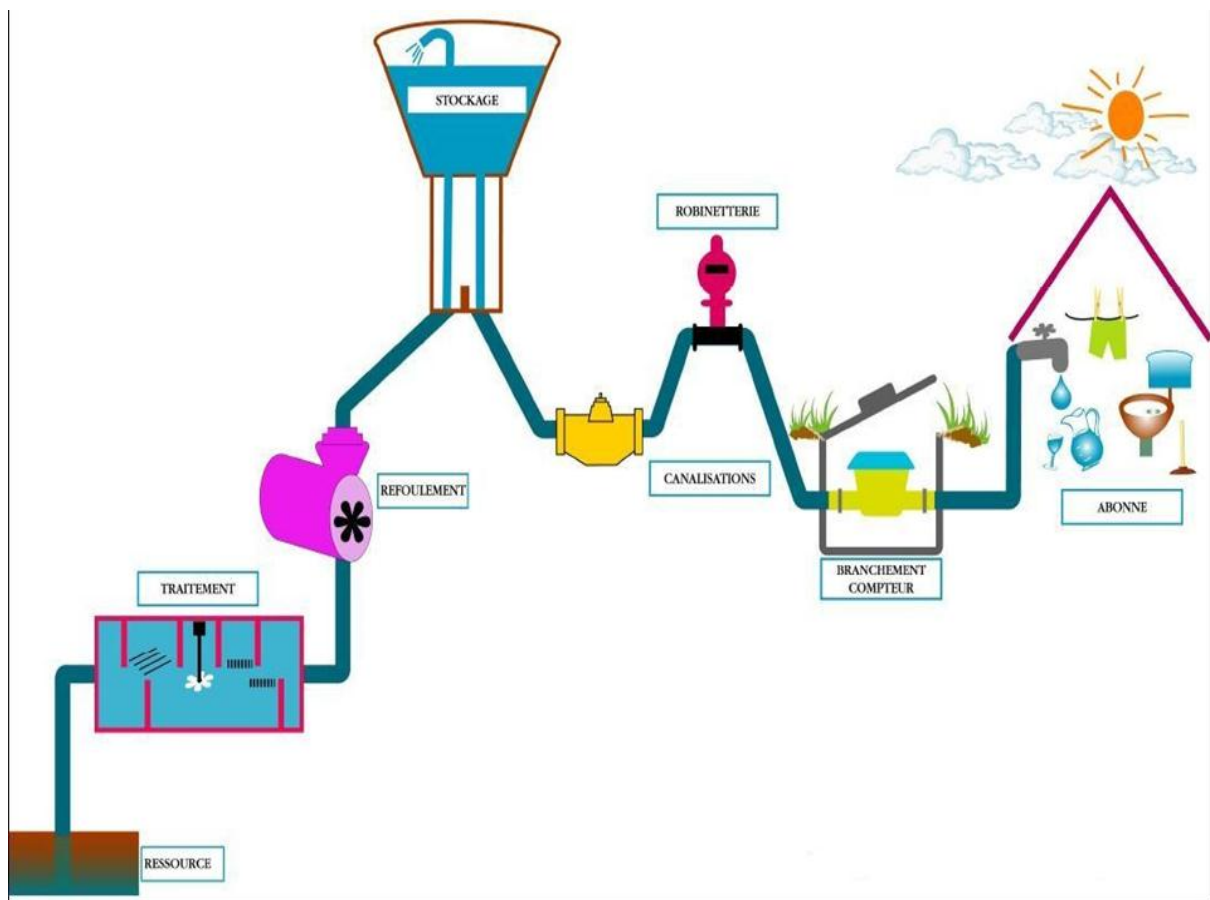 STOCKAGE
ROBINETTERIE
REFOULEMENT
CANALISATIONS
ABONNE
BRANCHEMENT
COMPTEUR
TRAITEMENT
RESSOURCE